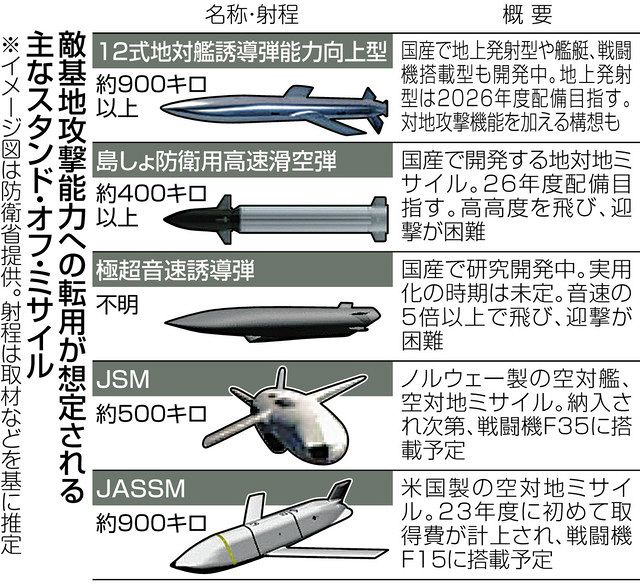 敵基地攻撃能力への転用が想定される
主なスタンド・オフ・ミサイル
※イメージ図は防衛省提供。射程は取材などを基に推定
名称・射程
概要
12式地対艦誘導弾能力向上型
約900キロ
以上
国産で地上発射型や艦艇、戦闘
機搭載型も開発中。地上発射
型は2026年度配備目指す。
対地攻撃機能を加える構想も
島しょ防衛用高速滑空弾
約400キロ
以上
国産で開発する地対地ミ
サイル。26年度配備目
指す。高高度を飛び、迎
撃が困難
極超音速誘導弾
不明
国産で研究開発中。実用
化の時期は未定。音速の
5倍以上で飛び、迎撃が
困難
JSM
約500キロ
ノルウェー製の空対艦、
空対地ミサイル。納入さ
れ次第、戦闘機F35に搭
載予定
JASSM
約900キロ
米国製の空対地ミサイ
ル。23年度に初めて取
得費が計上され、戦闘機
F15に搭載予定